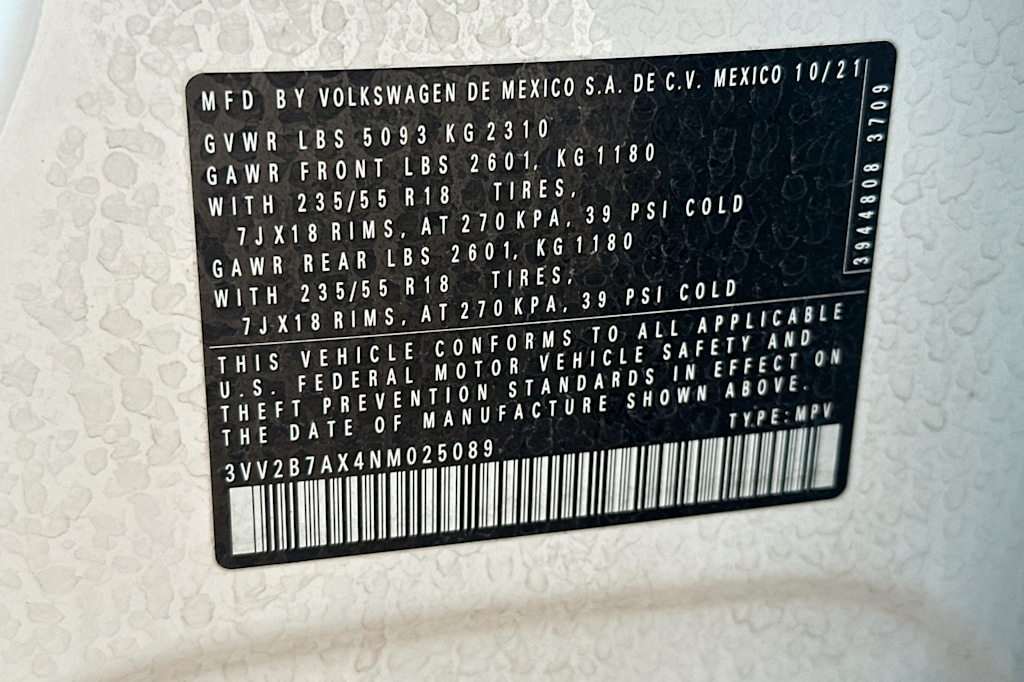 MFD BY VOLKSWAGEN DE MEXICO S.A. DE C.V. MEXICO 10/21
GVWR LBS 5093 KG 2310
GAWR FRONT LBS 2601, KG 1180
WITH 235/55 R18 TIRES,
7JX18 RIMS, AT 270 KPA, 39 PSI COLD
GAWR REAR LBS 2601, KG 1180
WITH 235/55 R18 TIRES,
7JX18 RIMS, AT 270 KPA, 39 PSI COLD
3944808 3709
THIS VEHICLE CONFORMS TO ALL APPLICABLE
U.S. FEDERAL MOTOR VEHICLE SAFETY AND
THEFT PREVENTION STANDARDS IN EFFECT ON
THE DATE OF MANUFACTURE SHOWN ABOVE.
TYPE:MPV
3VV2B7AX4NM025089